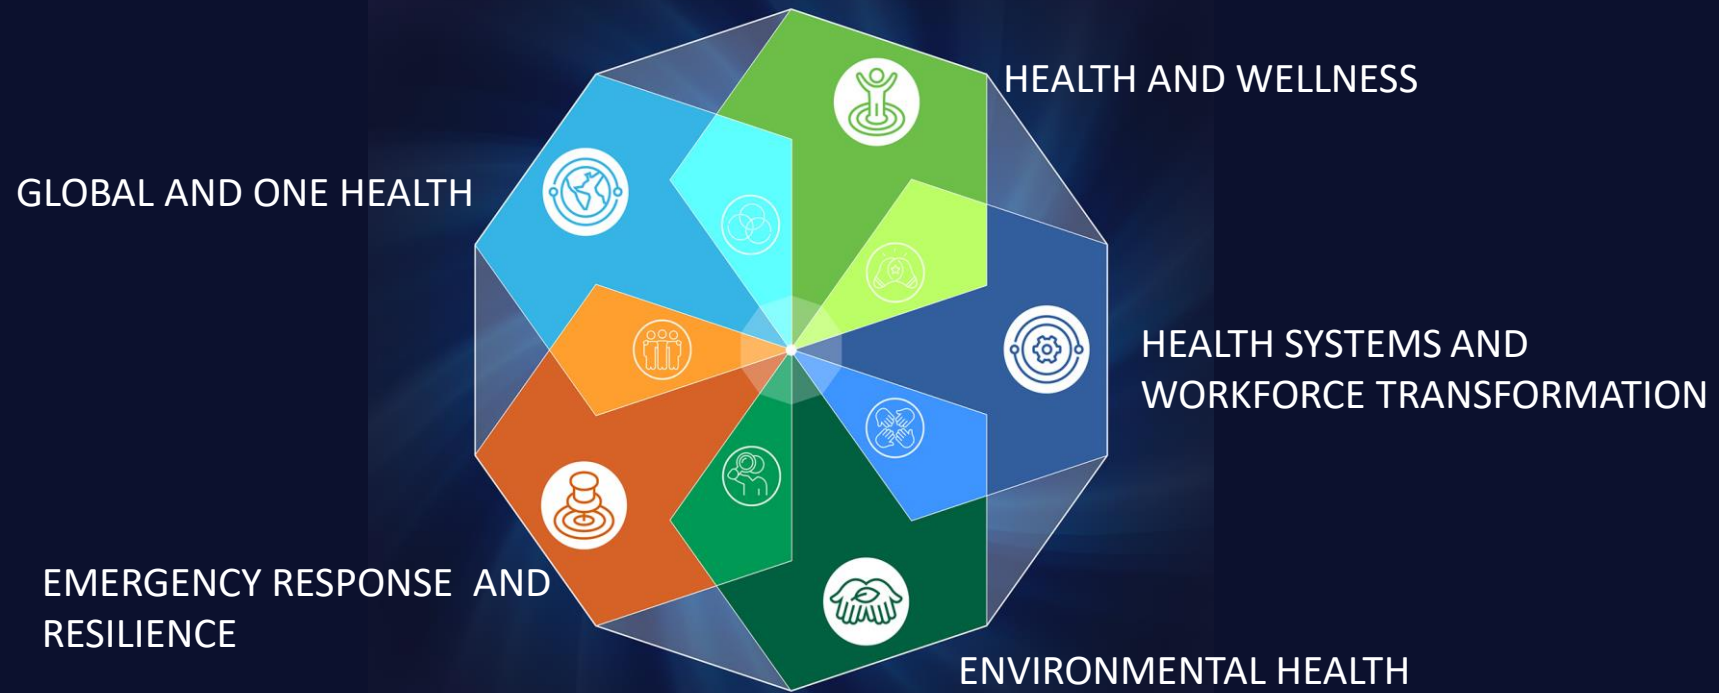 HEALTH AND WELLNESS
GLOBAL AND ONE HEALTH
HEALTH SYSTEMS AND
WORKFORCE TRANSFORMATION
EMERGENCY RESPONSE  AND
RESILIENCE
ENVIRONMENTAL HEALTH